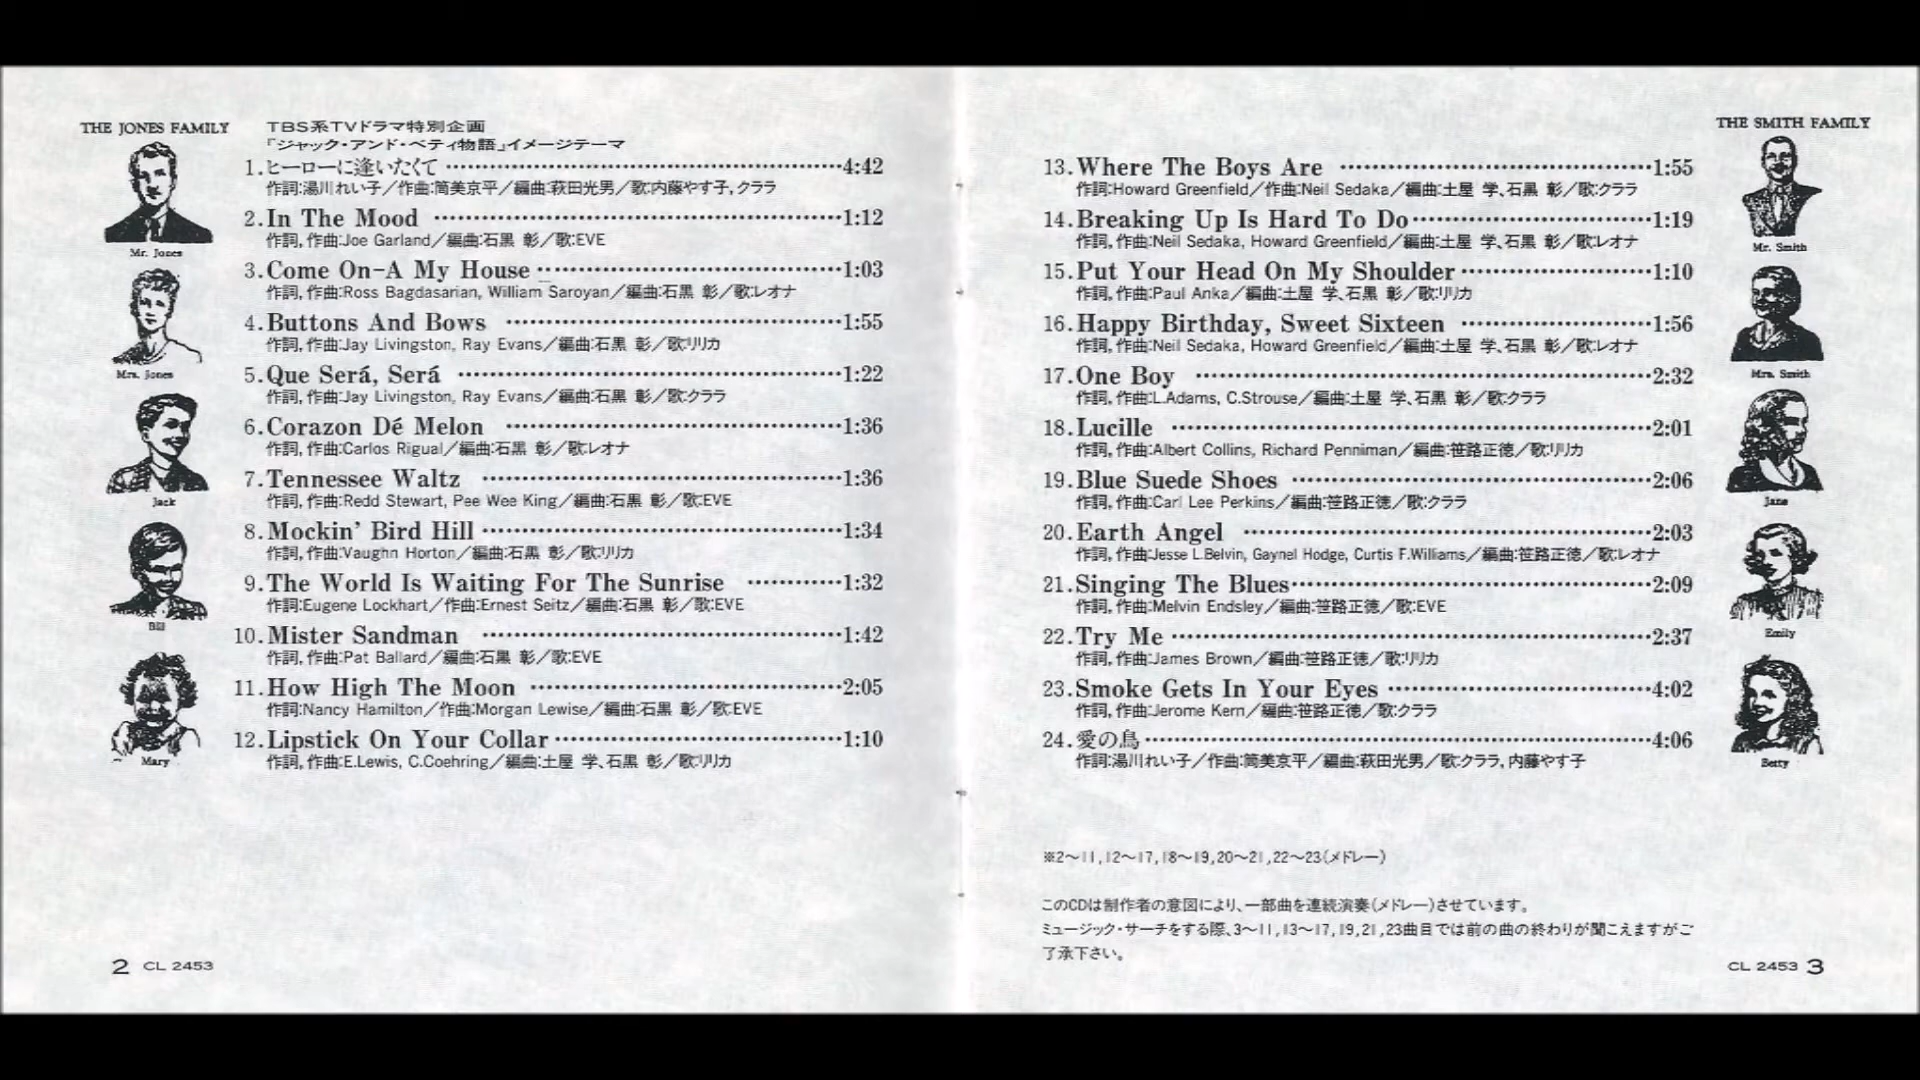 THE JONES FAMILY
Mr. Jones
Mrs. Jones
Jack
Bill
Mary
TBS系TVドラマ特別企画
「ジャック・アンド・ベティ物語」イメージテーマ
1.ヒーローに逢いたくて 4:42
作詞:湯川れい子／作曲:筒美京平／編曲:萩田光男／歌:内藤やす子, クララ
2.In The Mood 1:12
作詞, 作曲:Joe Garland／編曲:石黒 彰／歌:EVE
3.Come On-A My House 1:03
作詞, 作曲:Ross Bagdasarian, William Saroyan／編曲:石黒 彰／歌:レオナ
4.Buttons And Bows 1:55
作詞, 作曲:Jay Livingston, Ray Evans／編曲:石黒 彰／歌:リリカ
5.Que Será, Será 1:22
作詞, 作曲:Jay Livingston, Ray Evans／編曲:石黒 彰／歌:クララ
6.Corazon Dé Melon 1:36
作詞, 作曲:Carlos Rigual／編曲:石黒 彰／歌:レオナ
7.Tennessee Waltz 1:36
作詞, 作曲:Redd Stewart, Pee Wee King／編曲:石黒 彰／歌:EVE
8.Mockin' Bird Hill 1:34
作詞, 作曲:Vaughn Horton／編曲:石黒 彰／歌:リリカ
9.The World Is Waiting For The Sunrise 1:32
作詞:Eugene Lockhart／作曲:Ernest Seitz／編曲:石黒 彰／歌:EVE
10.Mister Sandman 1:42
作詞, 作曲:Pat Ballard／編曲:石黒 彰／歌:EVE
11.How High The Moon 2:05
作詞:Nancy Hamilton／作曲:Morgan Lewise／編曲:石黒 彰／歌:EVE
12.Lipstick On Your Collar 1:10
作詞, 作曲:E.Lewis, C.Coehring／編曲:土屋 学、石黒 彰／歌:リリカ
2 CL 2453
13.Where The Boys Are 1:55
作詞:Howard Greenfield／作曲:Neil Sedaka／編曲:土屋 学、石黒 彰／歌:クララ
14.Breaking Up Is Hard To Do 1:19
作詞, 作曲:Neil Sedaka, Howard Greenfield／編曲:土屋 学、石黒 彰／歌:レオナ
15.Put Your Head On My Shoulder 1:10
作詞, 作曲:Paul Anka／編曲:土屋 学、石黒 彰／歌:リリカ
16.Happy Birthday, Sweet Sixteen 1:56
作詞, 作曲:Neil Sedaka, Howard Greenfield／編曲:土屋 学、石黒 彰／歌:レオナ
17.One Boy 2:32
作詞, 作曲:L.Adams, C.Strouse／編曲:土屋 学、石黒 彰／歌:クララ
18.Lucille 2:01
作詞, 作曲:Albert Collins, Richard Penniman／編曲:笹路正徳／歌:リリカ
19.Blue Suede Shoes 2:06
作詞, 作曲:Carl Lee Perkins／編曲:笹路正徳／歌:クララ
20.Earth Angel 2:03
作詞, 作曲:Jesse L.Belvin, Gaynel Hodge, Curtis F.Williams／編曲:笹路正徳／歌:レオナ
21.Singing The Blues 2:09
作詞, 作曲:Melvin Endsley／編曲:笹路正徳／歌:EVE
22.Try Me 2:37
作詞, 作曲:James Brown／編曲:笹路正徳／歌:リリカ
23.Smoke Gets In Your Eyes 4:02
作詞, 作曲:Jerome Kern／編曲:笹路正徳／歌:クララ
24.愛の鳥 4:06
作詞:湯川れい子／作曲:筒美京平／編曲:萩田光男／歌:クララ, 内藤やす子
※2〜11,12〜17,18〜19,20〜21,22〜23(メドレー)
このCDは制作者の意図により、一部曲を連続演奏(メドレー)させています。
ミュージック・サーチをする際、3〜11,13〜17,19,21,23曲目では前の曲の終わりが聞こえますがご
了承下さい。
THE SMITH FAMILY
Mr. Smith
Mrs. Smith
Jane
Emily
Betty
CL 2453 3